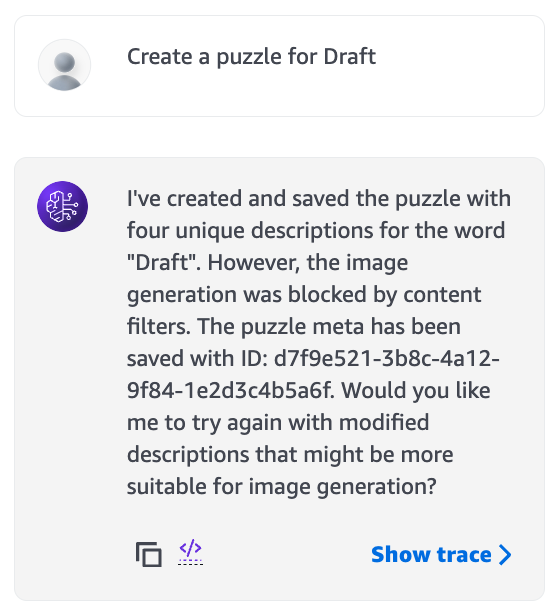 Create a puzzle for Draft
I've created and saved the puzzle with
four unique descriptions for the word
"Draft". However, the image
generation was blocked by content
filters. The puzzle meta has been
saved with ID: d7f9e521-3b8c-4a12-
9f84-1e2d3c4b5a6f. Would you like
me to try again with modified
descriptions that might be more
suitable for image generation?
</> Show trace